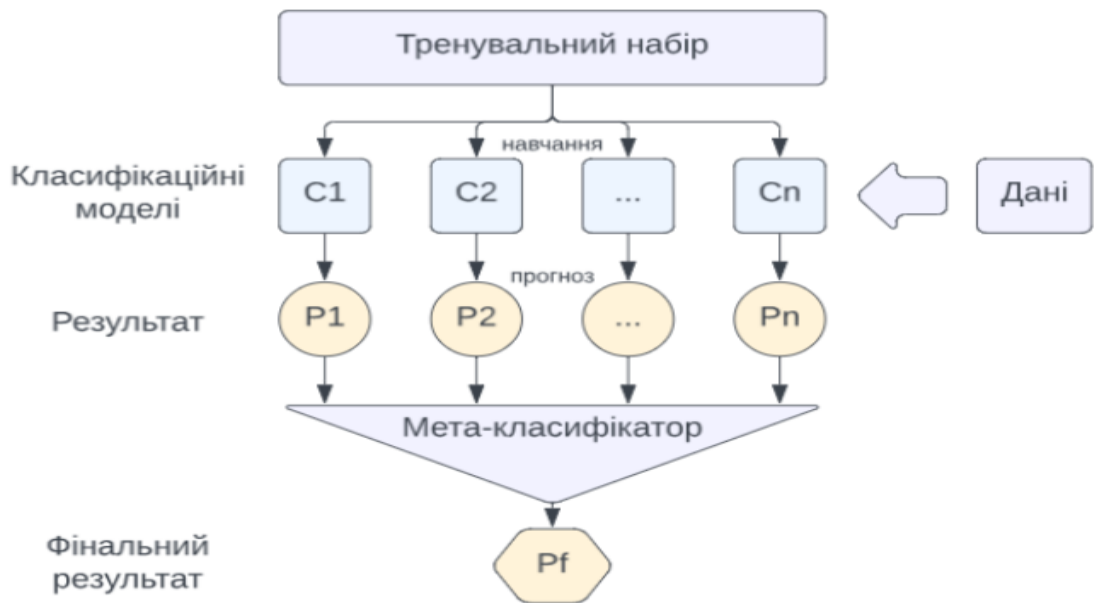 Тренувальний набір
навчання
Класифікаційні
моделі
C1
C2
...
Cn
Дані
прогноз
Результат
P1
P2
...
Pn
Мета-класифікатор
Фінальний
результат
Pf